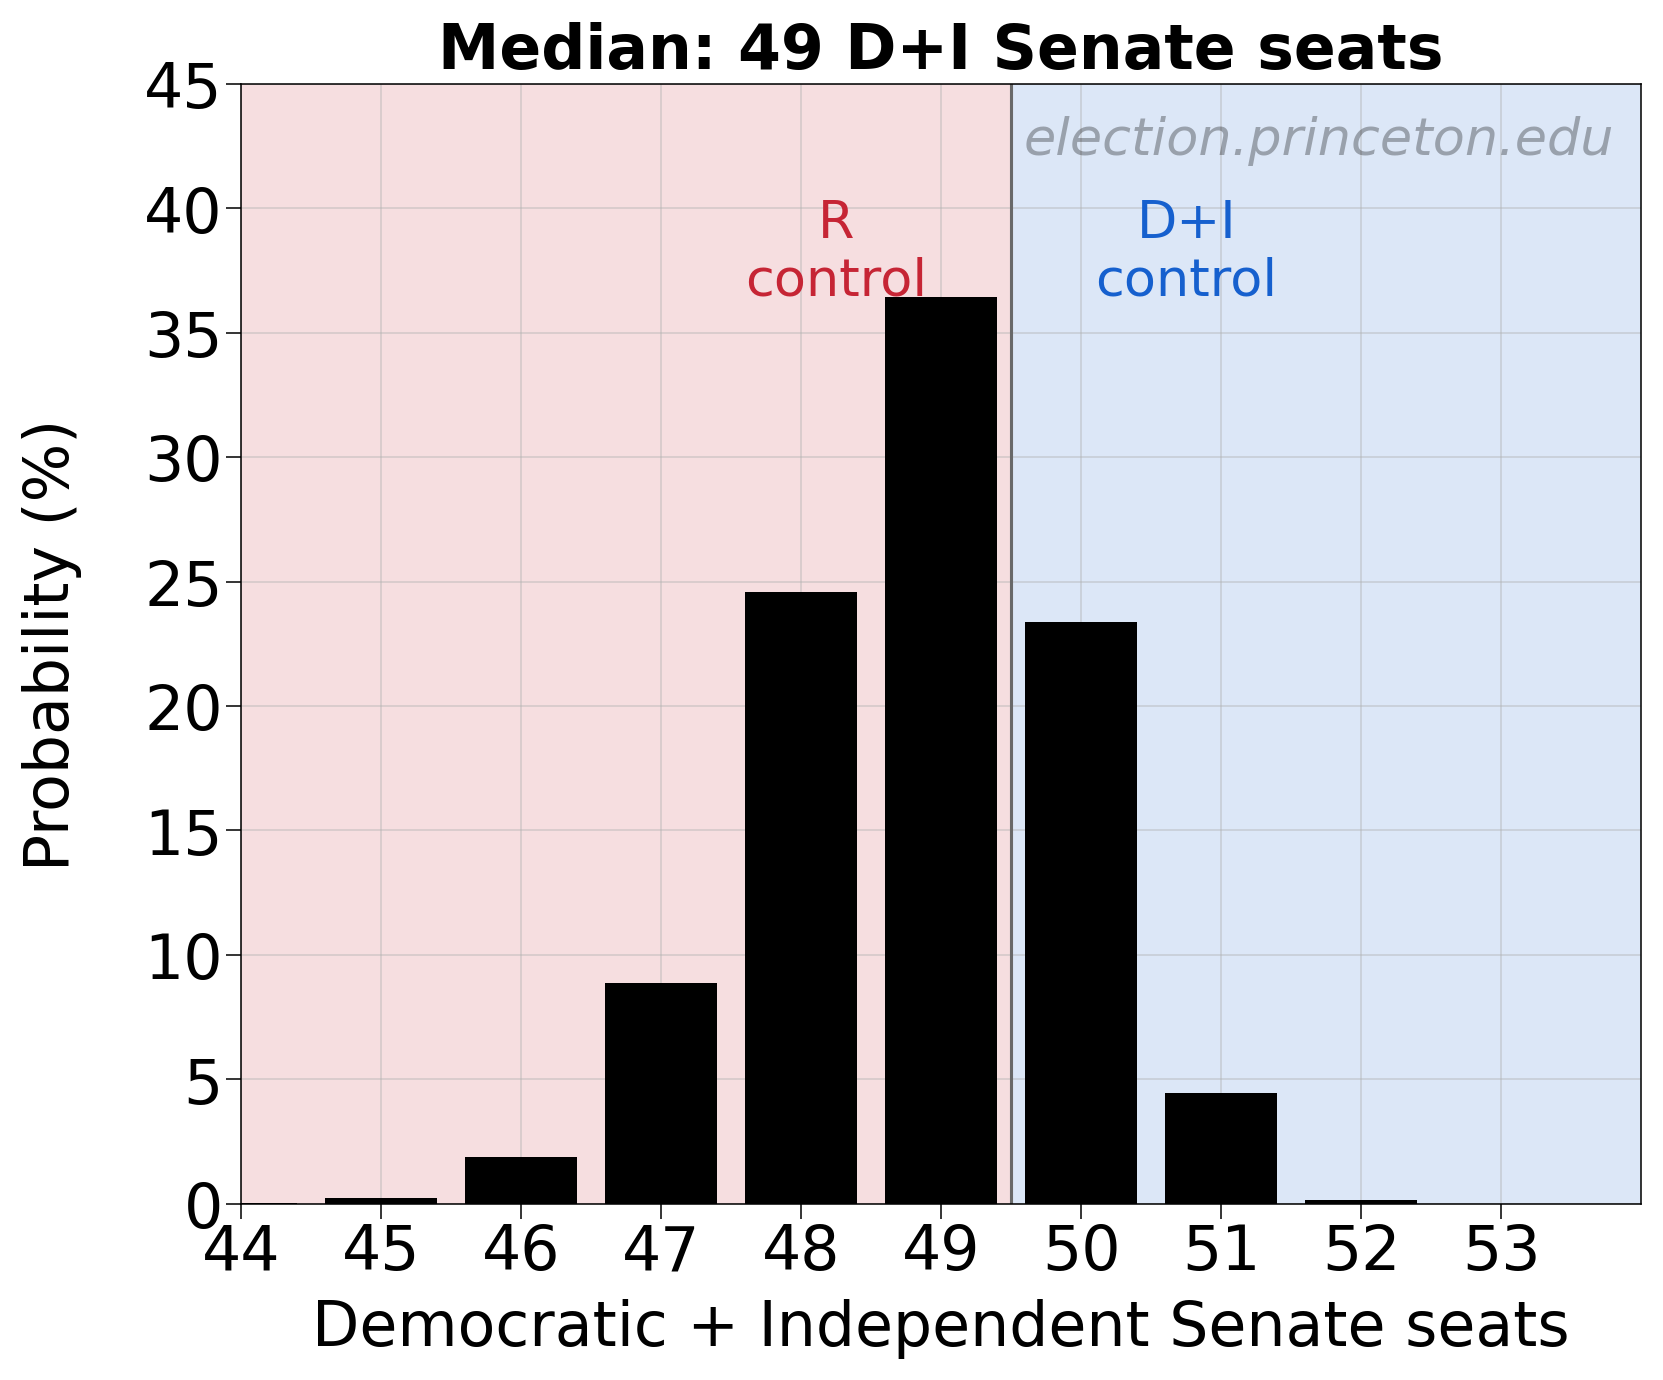 Median: 49 D+I Senate seats
election.princeton.edu
R
control
D+I
control
Probability (%)
45
40
35
30
25
20
15
10
5
0
44 45 46 47 48 49 50 51 52 53
Democratic + Independent Senate seats